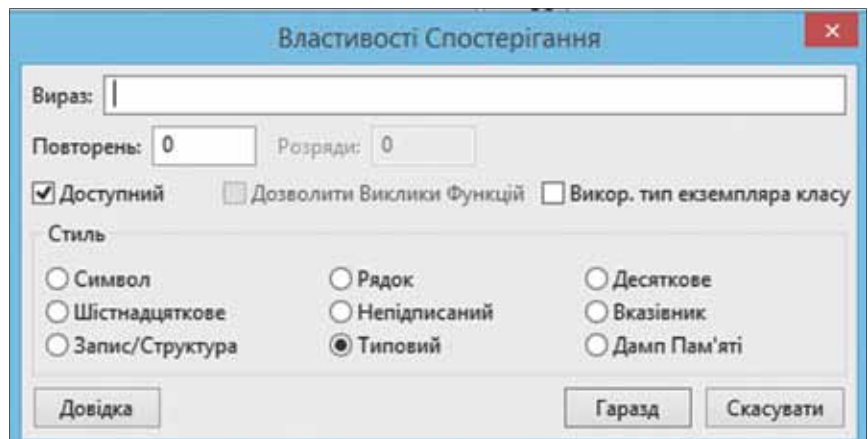 Властивості Спостерігання
Вираз:
Повторень: 0 Розряди: 0
Доступний Дозволити Виклики Функцій Викор. тип екземпляра класу
Стиль
Символ Рядок Десяткове
Шістнадцяткове Непідписаний Вказівник
Запис/Структура Типовий Дамп Пам'яті
Довідка Гаразд Скасувати